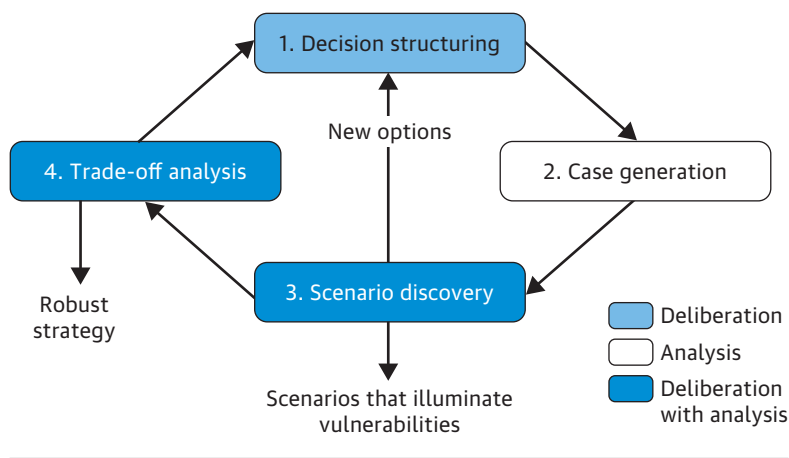 1. Decision structuring
New options
4. Trade-off analysis
2. Case generation
3. Scenario discovery
Robust
strategy
Scenarios that illuminate
vulnerabilities
Deliberation
Analysis
Deliberation
with analysis